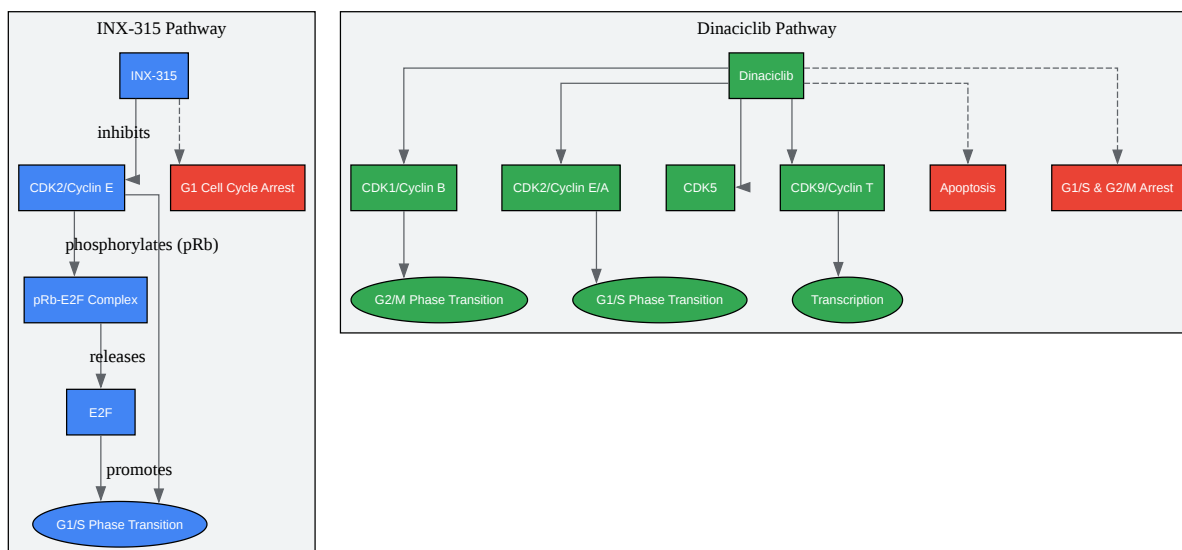 INX-315 Pathway
INX-315
inhibits
CDK2/Cyclin E
G1 Cell Cycle Arrest
phosphorylates (pRb)
pRb-E2F Complex
releases
E2F
promotes
G1/S Phase Transition
Dinaciclib Pathway
Dinaciclib
CDK1/Cyclin B
CDK2/Cyclin E/A
CDK5
CDK9/Cyclin T
Apoptosis
G1/S & G2/M Arrest
G2/M Phase Transition
G1/S Phase Transition
Transcription